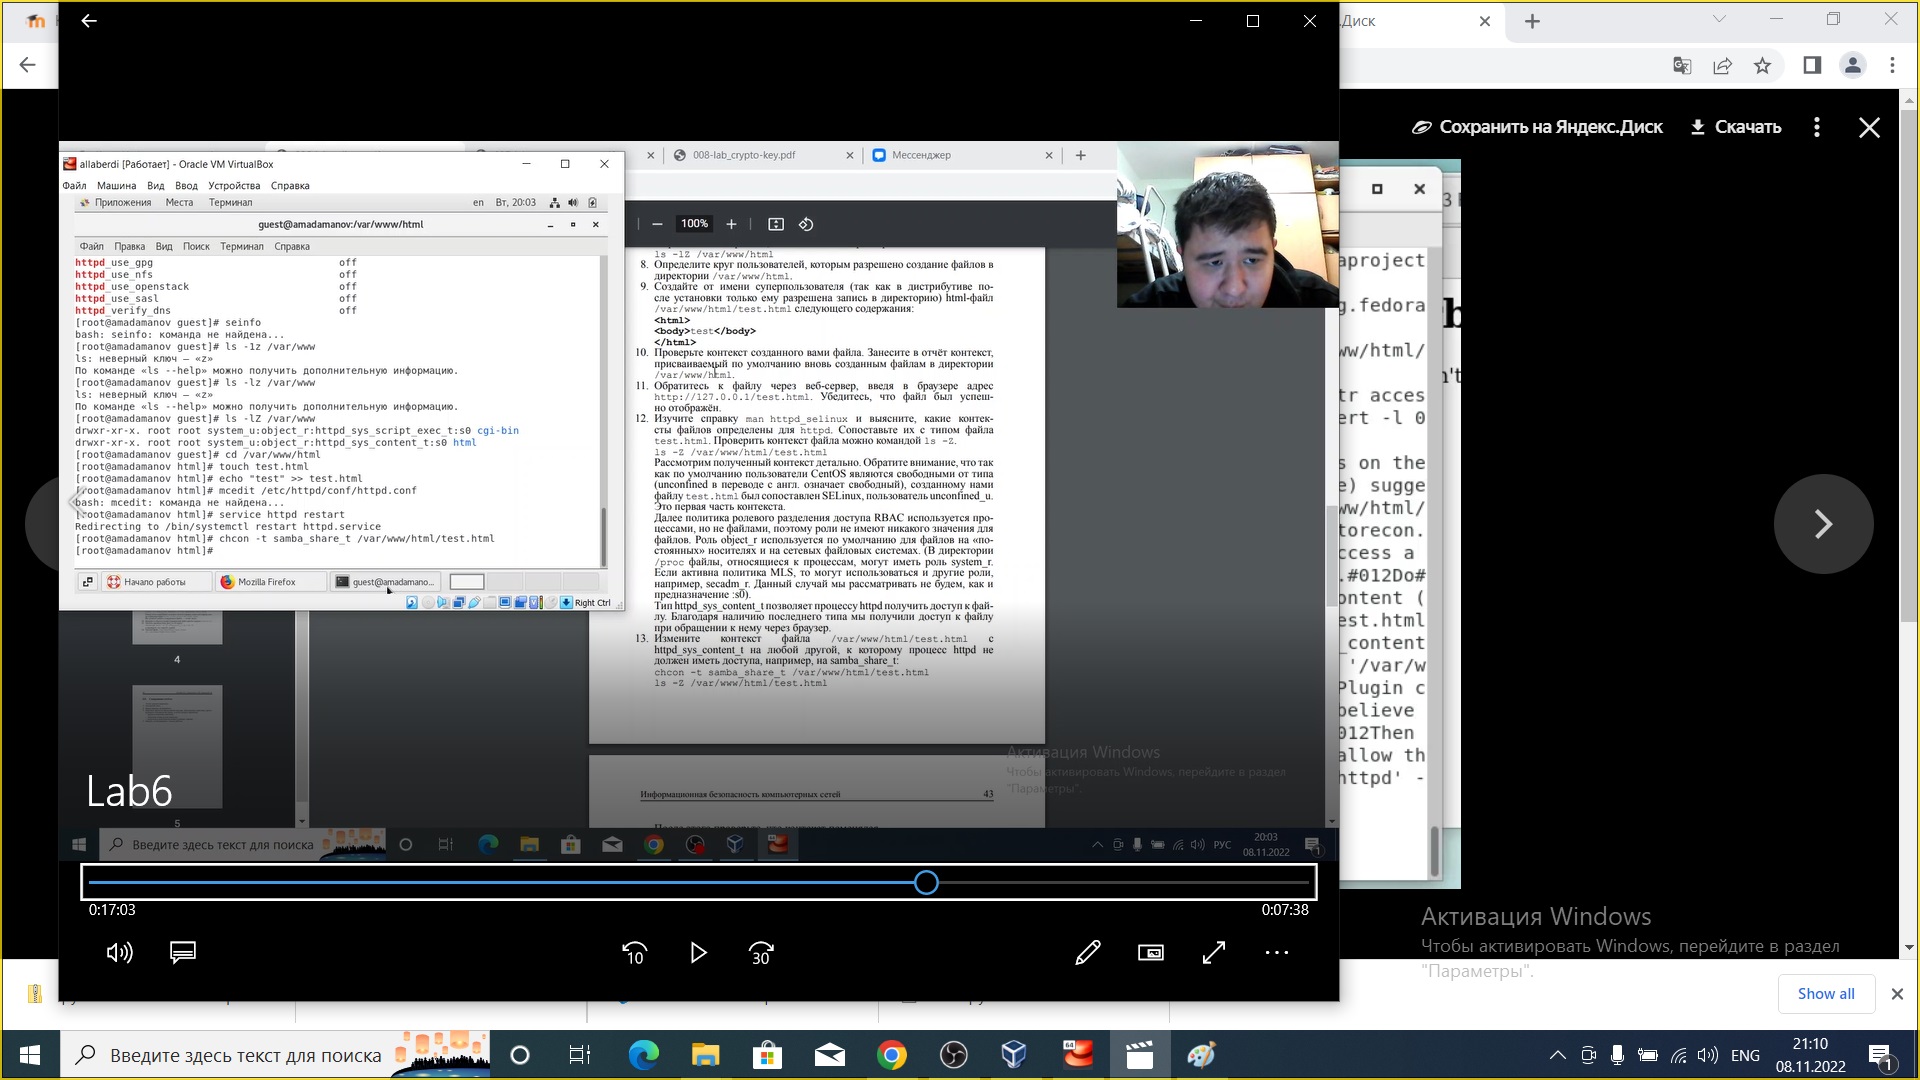 .Диск
Сохранить на Яндекс.Диск
Скачать
allaberdi [Работает] - Oracle VM VirtualBox
008-lab_crypto-key.pdf
Мессенджер
Файл Машина Вид Ввод Устройства Справка
Приложения Места Терминал
en Вт, 20:03
guest@amadamanov:/var/www/html
100%
Файл Правка Вид Поиск Терминал Справка
httpd_use_gpg off
httpd_use_nfs off
httpd_use_openstack off
httpd_use_sasl off
httpd_verify_dns off
[root@amadamanov guest]# seinfo
bash: seinfo: команда не найдена...
[root@amadamanov guest]# ls -1z /var/www
ls: неверный ключ — «z»
По команде «ls --help» можно получить дополнительную информацию.
[root@amadamanov guest]# ls -lz /var/www
ls: неверный ключ — «z»
По команде «ls --help» можно получить дополнительную информацию.
[root@amadamanov guest]# ls -lZ /var/www
drwxr-xr-x. root root system_u:object_r:httpd_sys_script_exec_t:s0 cgi-bin
drwxr-xr-x. root root system_u:object_r:httpd_sys_content_t:s0 html
[root@amadamanov guest]# cd /var/www/html
[root@amadamanov html]# touch test.html
[root@amadamanov html]# echo "test" >> test.html
[root@amadamanov html]# mcedit /etc/httpd/conf/httpd.conf
bash: mcedit: команда не найдена...
[root@amadamanov html]# service httpd restart
Redirecting to /bin/systemctl restart httpd.service
[root@amadamanov html]# chcon -t samba_share_t /var/www/html/test.html
[root@amadamanov html]#
Начало работы
Mozilla Firefox
guest@amadamano...
Right Ctrl
ls -lZ /var/www/html
8. Определите круг пользователей, которым разрешено создание файлов в
директории /var/www/html.
9. Создайте от имени суперпользователя (так как в дистрибутиве по-
сле установки только ему разрешена запись в директорию) html-файл
/var/www/html/test.html следующего содержания:
<html>
<body>test</body>
</html>
10. Проверьте контекст созданного вами файла. Занесите в отчёт контекст,
присваиваемый по умолчанию вновь созданным файлам в директории
/var/www/html.
11. Обратитесь к файлу через веб-сервер, введя в браузере адрес
http://127.0.0.1/test.html. Убедитесь, что файл был успеш-
но отображён.
12. Изучите справку man httpd_selinux и выясните, какие контек-
сты файлов определены для httpd. Сопоставьте их с типом файла
test.html. Проверить контекст файла можно командой ls -Z.
ls -Z /var/www/html/test.html
Рассмотрим полученный контекст детально. Обратите внимание, что так
как по умолчанию пользователи CentOS являются свободными от типа
(unconfined в переводе с англ. означает свободный), созданному нами
файлу test.html был сопоставлен SELinux, пользователь unconfined_u.
Это первая часть контекста.
Далее политика ролевого разделения доступа RBAC используется про-
цессами, но не файлами, поэтому роли не имеют никакого значения для
файлов. Роль object_r используется по умолчанию для файлов на «по-
стоянных» носителях и на сетевых файловых системах. (В директории
/proc файлы, относящиеся к процессам, могут иметь роль system_r.
Если активна политика MLS, то могут использоваться и другие роли,
например, secadm_r. Данный случай мы рассматривать не будем, как и
предназначение :s0).
Тип httpd_sys_content_t позволяет процессу httpd получить доступ к фай-
лу. Благодаря наличию последнего типа мы получили доступ к файлу
при обращении к нему через браузер.
13. Измените контекст файла /var/www/html/test.html с
httpd_sys_content_t на любой другой, к которому процесс httpd не
должен иметь доступа, например, на samba_share_t:
chcon -t samba_share_t /var/www/html/test.html
ls -Z /var/www/html/test.html
Информационная безопасность компьютерных сетей 43
4
5
Активация Windows
Чтобы активировать Windows, перейдите в раздел
"Параметры".
Lab6
Введите здесь текст для поиска
РУС
20:03
08.11.2022
1
0:17:03
0:07:38
10
30
aproject
g.fedora
ww/html/
n't
tr acces
ert -l 0
s on the
e) sugge
ww/html/
torecon.
ccess a
.#012Do#
ontent (
est.html
_content
'/var/w
Plugin c
believe
012Then
allow th
httpd' -
Активация Windows
Чтобы активировать Windows, перейдите в раздел
"Параметры".
Show all
Введите здесь текст для поиска
64
ENG
21:10
08.11.2022
1